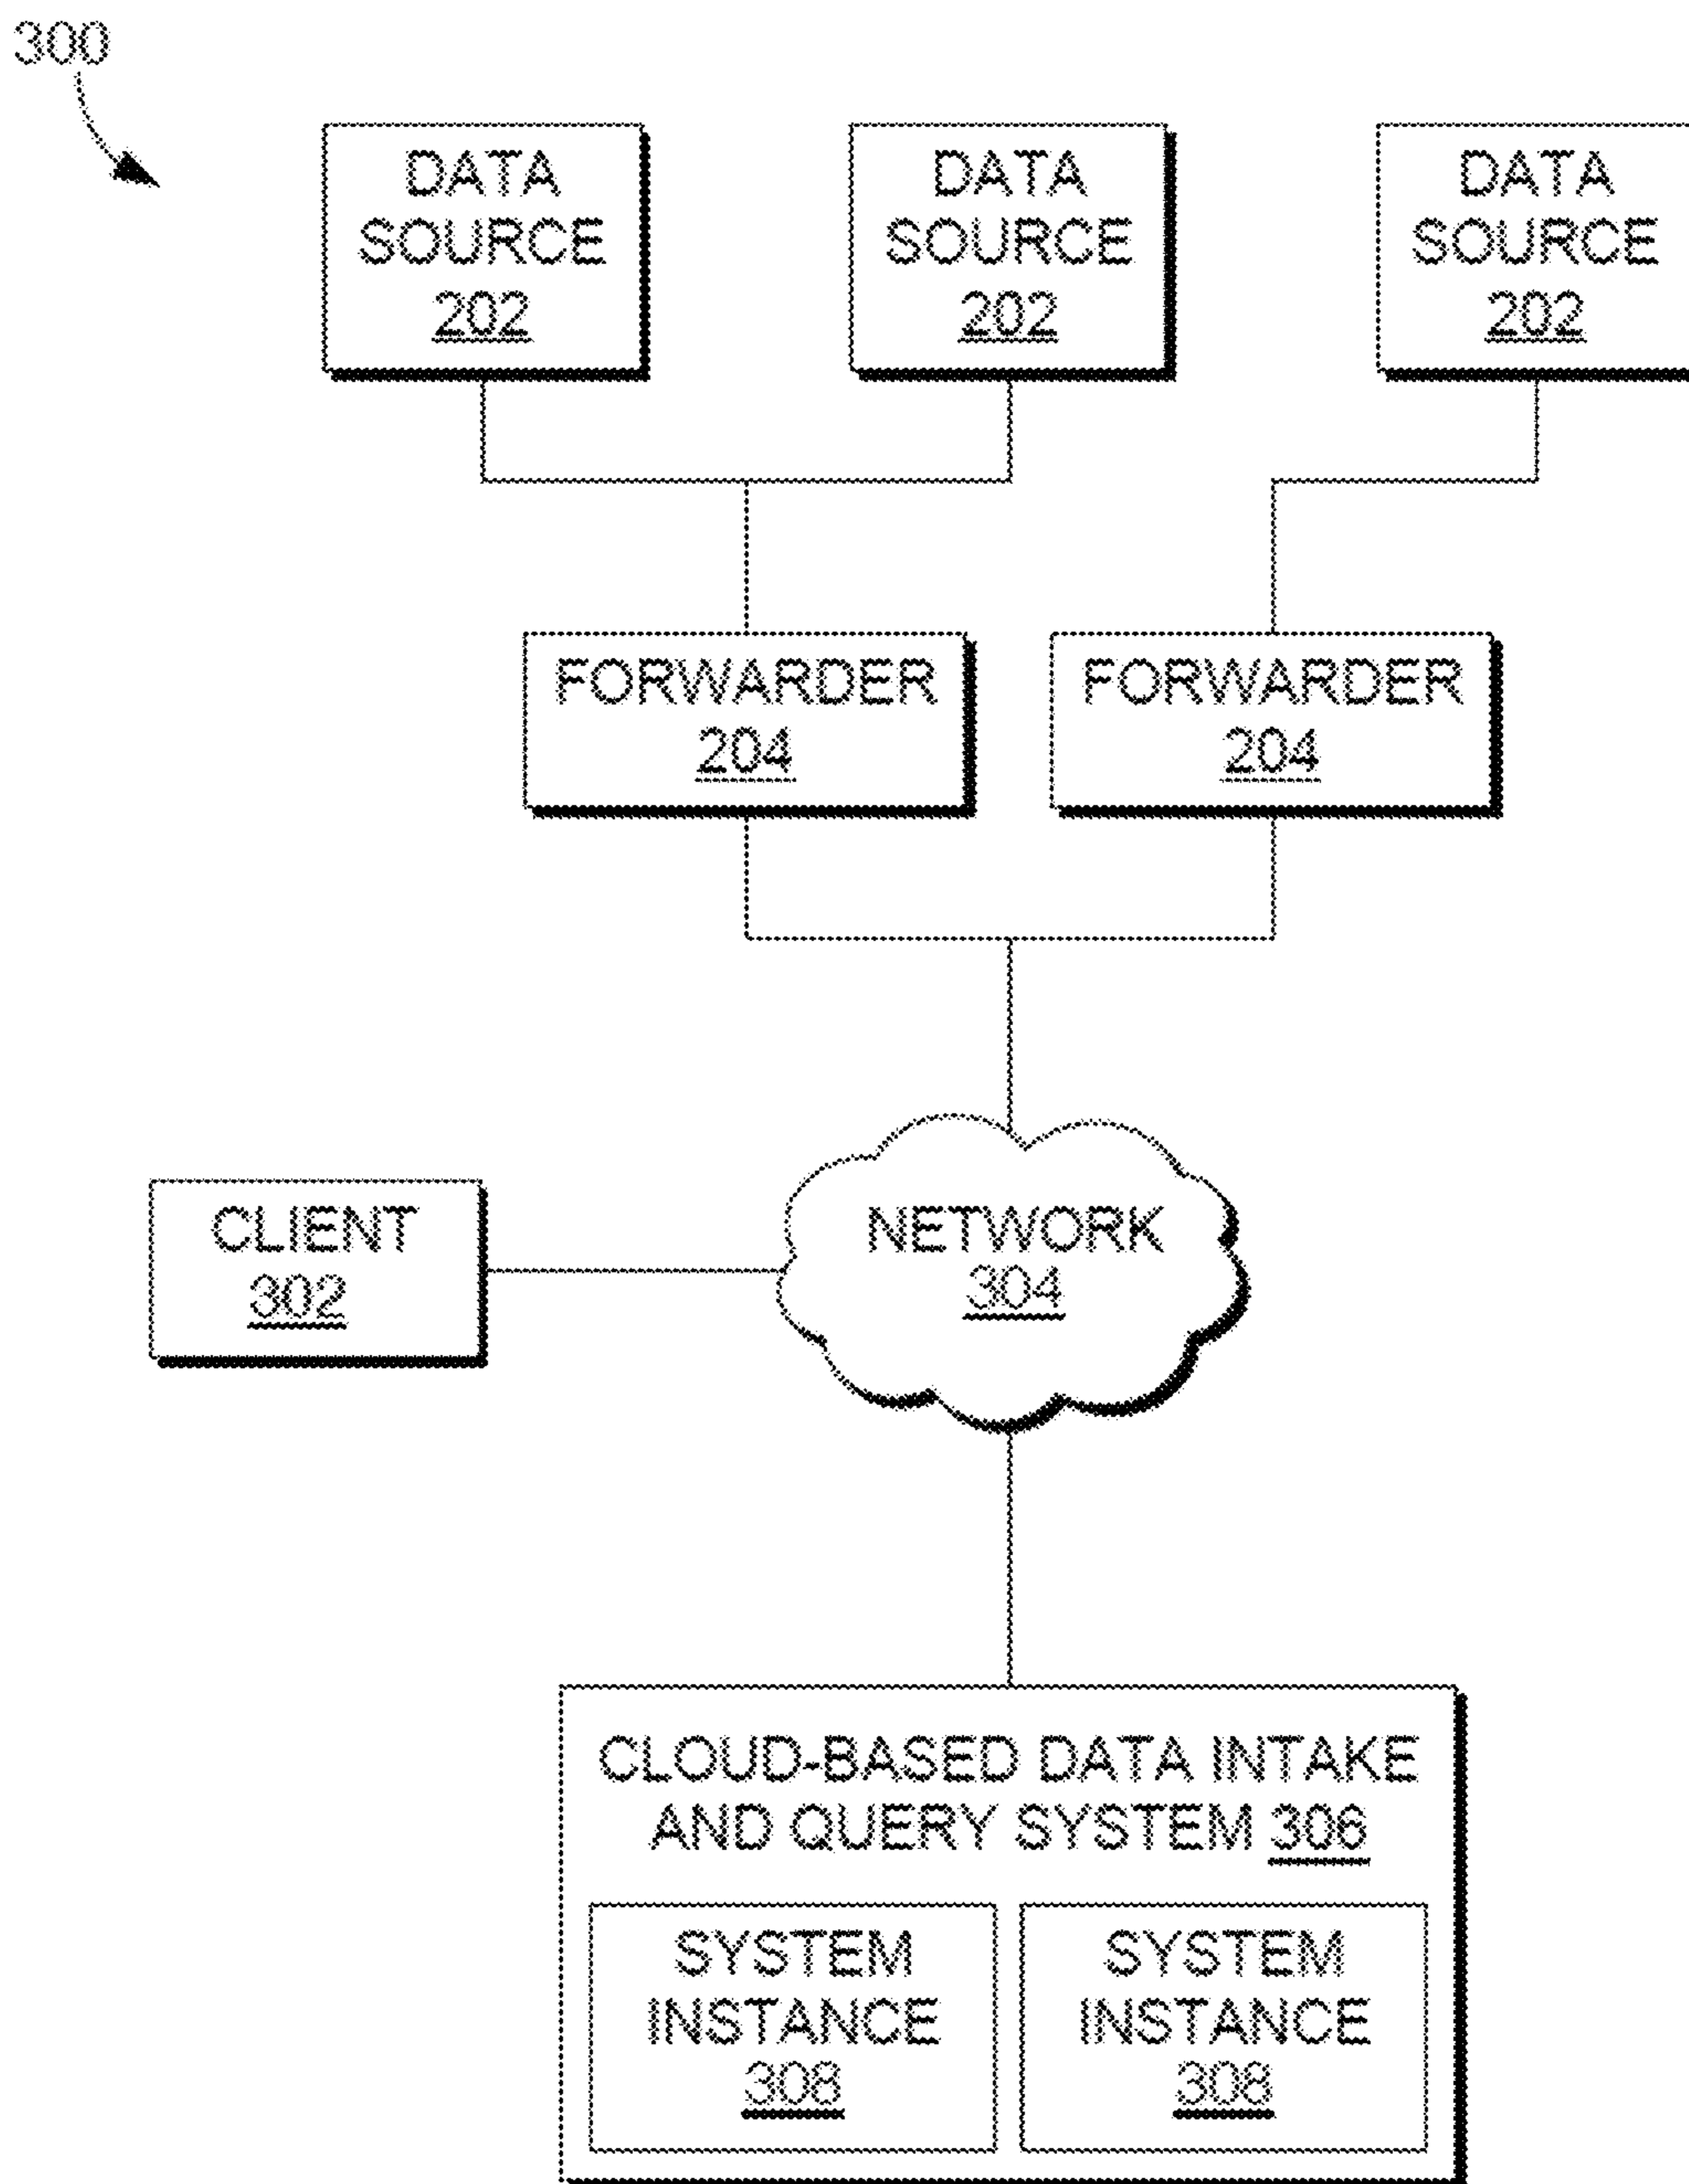 300
DATA
SOURCE
202
DATA
SOURCE
202
DATA
SOURCE
202
FORWARDER
204
FORWARDER
204
CLIENT
302
NETWORK
304
CLOUD-BASED DATA INTAKE
AND QUERY SYSTEM 306
SYSTEM
INSTANCE
308
SYSTEM
INSTANCE
308